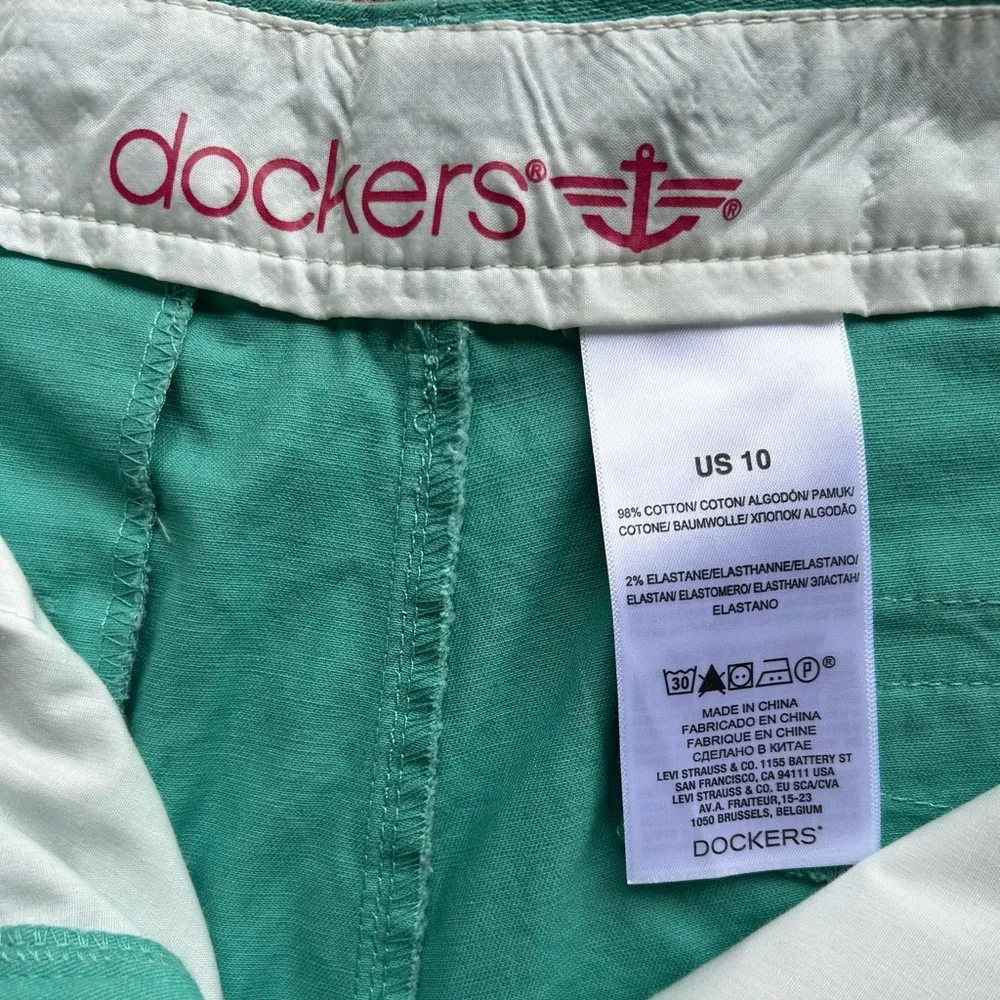 dockers® ®
US 10
98% COTTON/ COTON/ ALGODÓN/ PAMUK/
COTONE/ BAUMWOLLE/ ХЛОПОК/ ALGODÃO
2% ELASTANE/ELASTHANNE/ELASTANO/
ELASTAN/ ELASTOMERO/ ELASTHAN/ ЭЛАСТАН/
ELASTANO
30 P ®
MADE IN CHINA
FABRICADO EN CHINA
FABRIQUE EN CHINE
СДЕЛАНО В КИТАЕ
LEVI STRAUSS & CO. 1155 BATTERY ST
SAN FRANCISCO, CA 94111 USA
LEVI STRAUSS & CO. EU SCA/CVA
AV.A. FRAITEUR,15-23
1050 BRUSSELS, BELGIUM
DOCKERS®